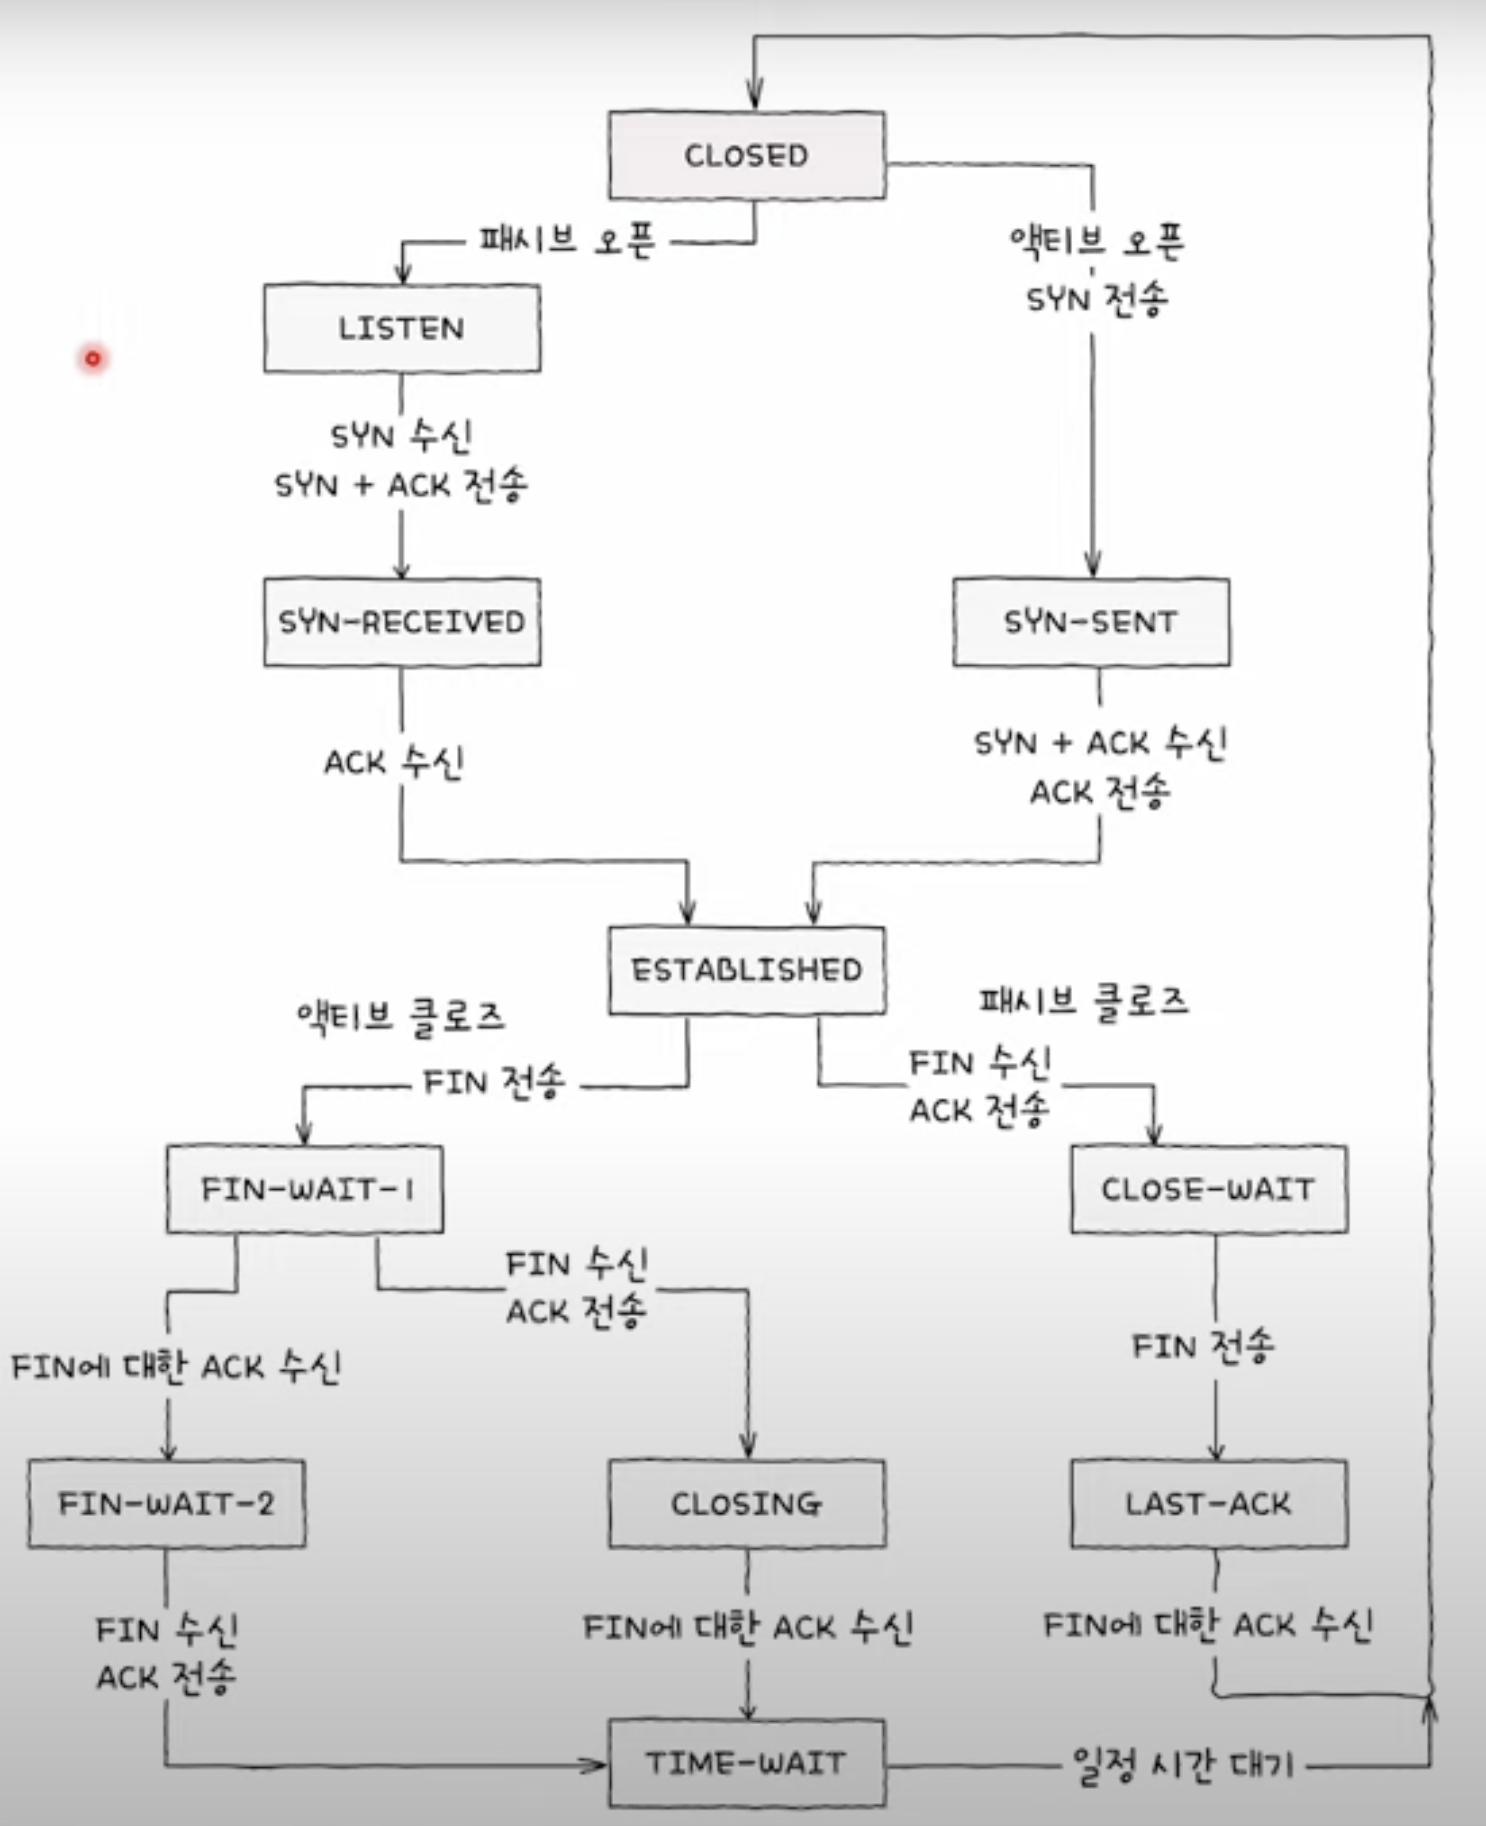 CLOSED
패시브 오픈
액티브 오픈
SYN 전송
LISTEN
SYN 수신
SYN + ACK 전송
SYN-RECEIVED
SYN-SENT
ACK 수신
SYN + ACK 수신
ACK 전송
ESTABLISHED
액티브 클로즈
패시브 클로즈
FIN 전송
FIN 수신
ACK 전송
FIN-WAIT-1
CLOSE-WAIT
FIN 수신
ACK 전송
FIN에 대한 ACK 수신
FIN 전송
FIN-WAIT-2
CLOSING
LAST-ACK
FIN 수신
ACK 전송
FIN에 대한 ACK 수신
FIN에 대한 ACK 수신
TIME-WAIT
일정 시간 대기